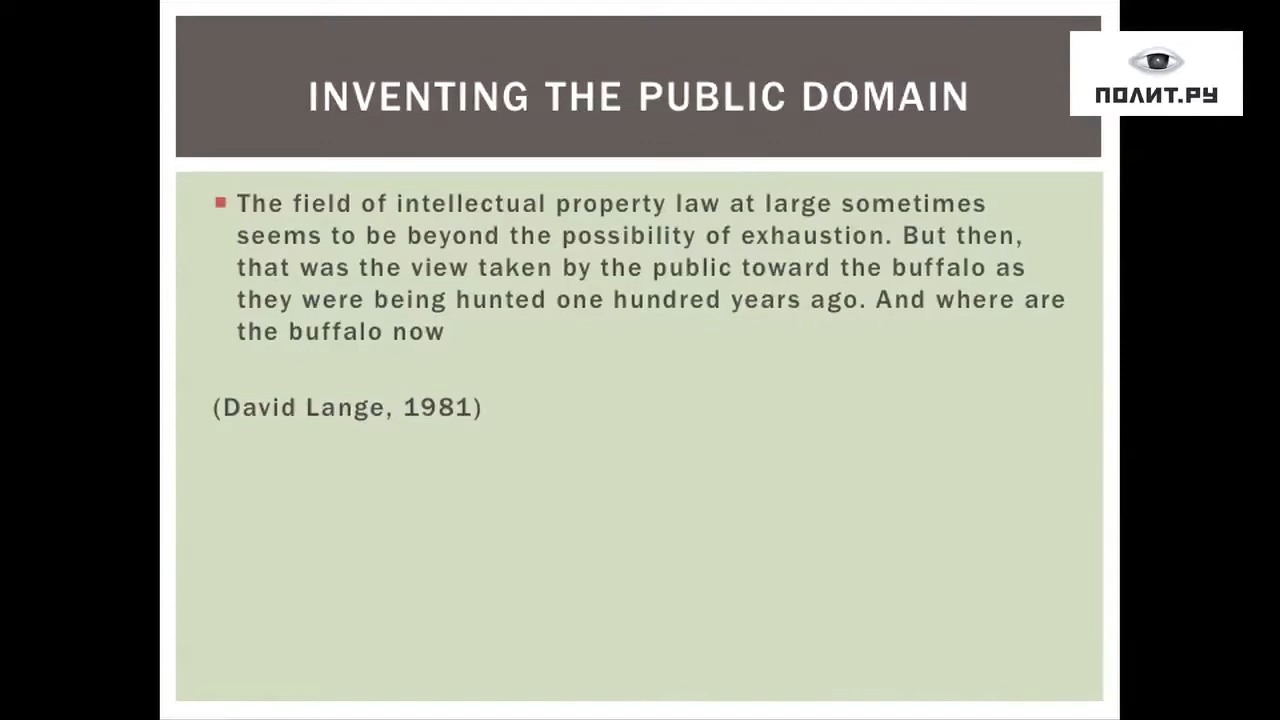 INVENTING THE PUBLIC DOMAIN
ПОЛИТ.РУ
The field of intellectual property law at large sometimes
seems to be beyond the possibility of exhaustion. But then,
that was the view taken by the public toward the buffalo as
they were being hunted one hundred years ago. And where are
the buffalo now
(David Lange, 1981)